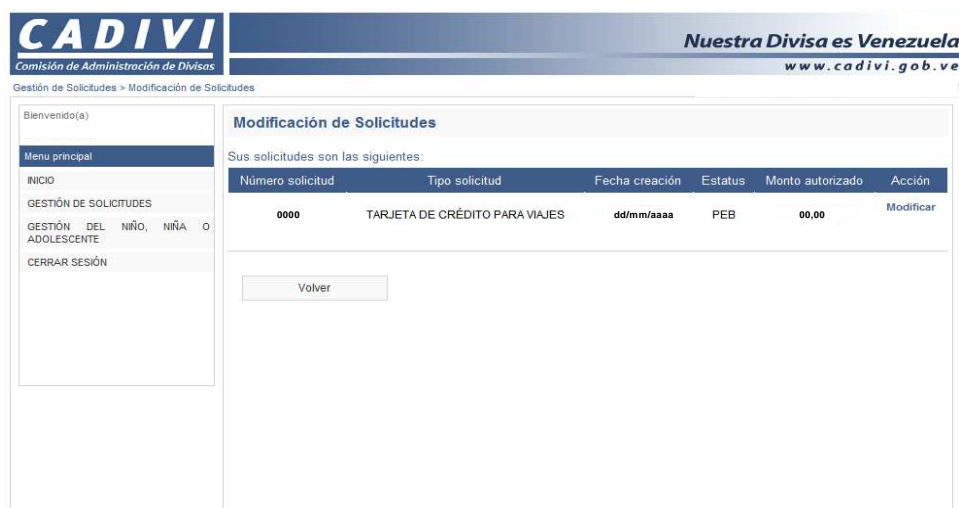 CADIVI
Comisión de Administración de Divisas
Nuestra Divisa es Venezuela
www.cadivi.gob.ve
Gestión de Solicitudes > Modificación de Solicitudes
Bienvenido(a)
Menu principal
INICIO
GESTIÓN DE SOLICITUDES
GESTIÓN DEL NIÑO, NIÑA O
ADOLESCENTE
CERRAR SESIÓN
Modificación de Solicitudes
Sus solicitudes son las siguientes:
Número solicitud Tipo solicitud Fecha creación Estatus Monto autorizado Acción
0000 TARJETA DE CRÉDITO PARA VIAJES dd/mm/aaaa PEB 00,00 Modificar
Volver